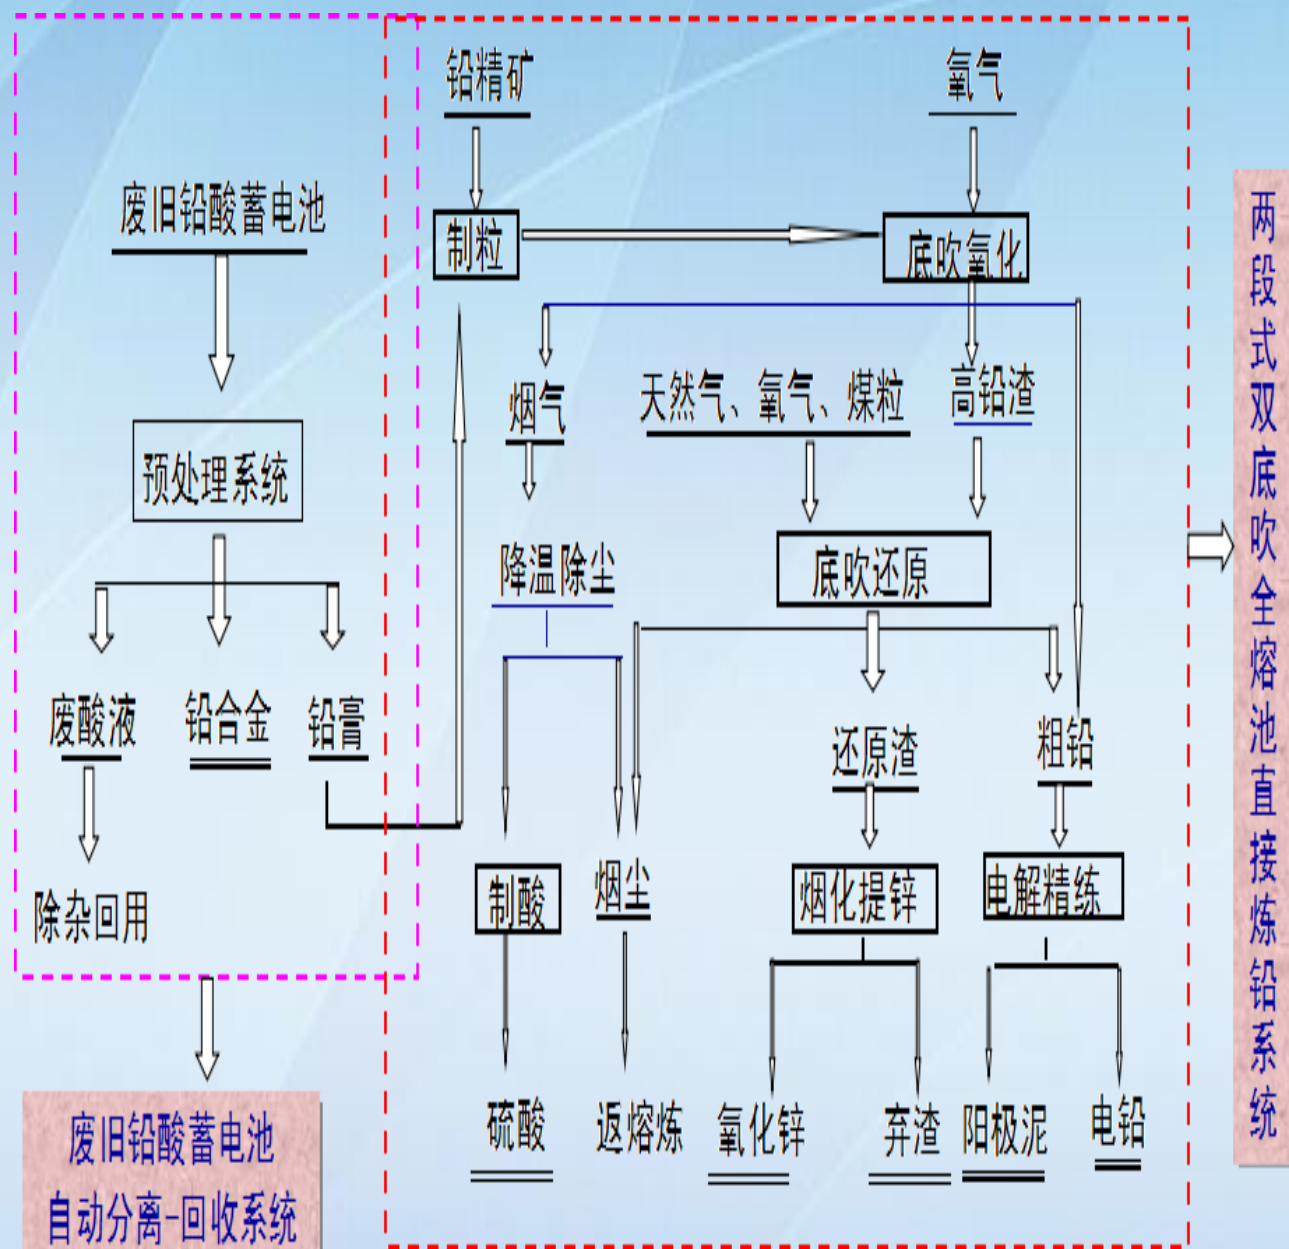 铅精矿
氧气
废旧铅酸蓄电池
制粒
底吹氧化
烟气
天然气、氧气、煤粒
高铅渣
预处理系统
降温除尘
底吹还原
废酸液
铅合金
铅膏
还原渣
粗铅
除杂回用
制酸
烟尘
烟化提锌
电解精练
硫酸
返熔炼
氧化锌
弃渣
阳极泥
电铅
废旧铅酸蓄电池
自动分离-回收系统
两段式双底吹全熔池直接炼铅系统